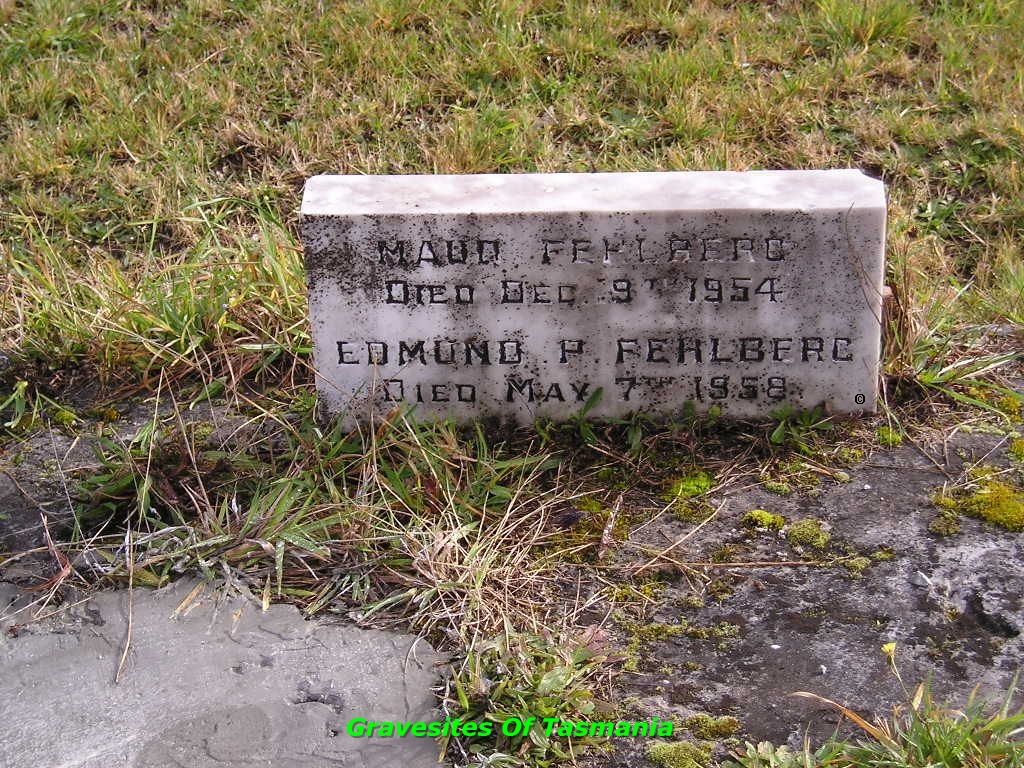 MAUD FEHLBERG
DIED DEC. 9TH 1954
EDMUND P FEHLBERG
DIED MAY 7TH 1958
©
Gravesites Of Tasmania